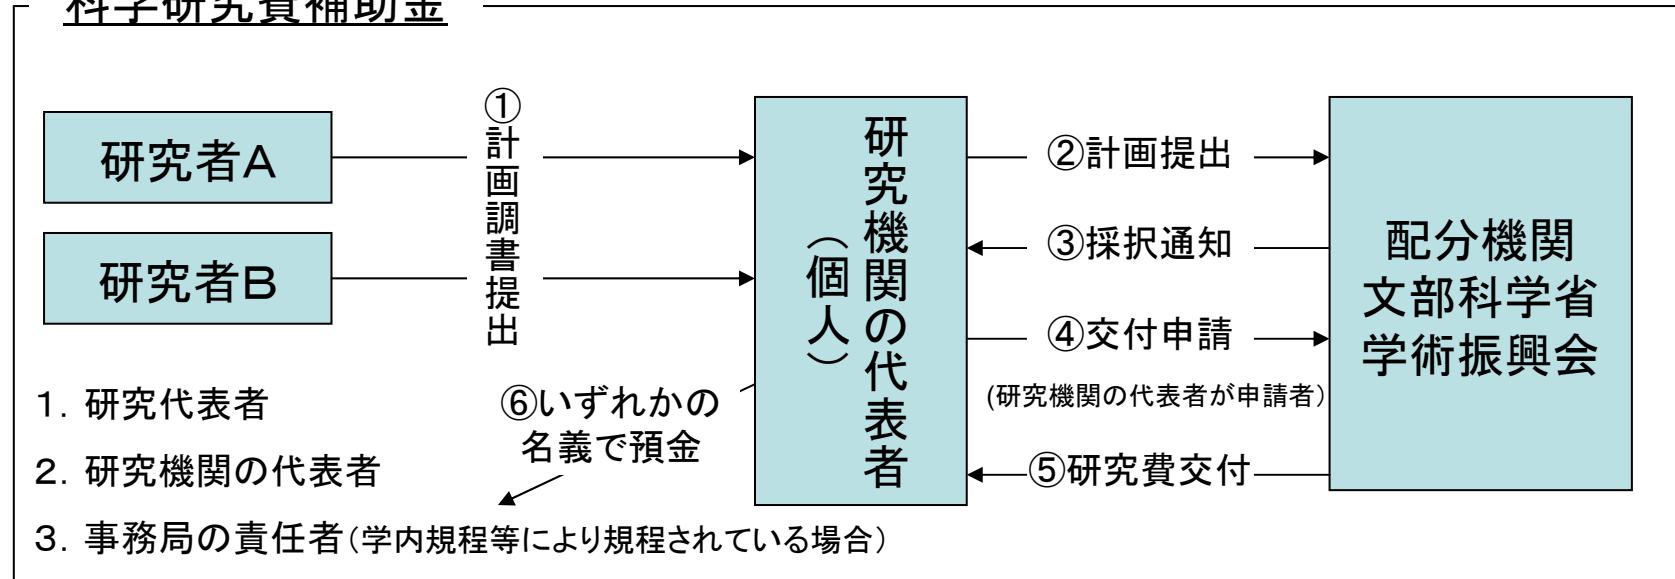 科学研究費補助金
研究者A
研究者B
①計画調書提出
研究機関の代表者
（個人）
②計画提出
③採択通知
④交付申請
(研究機関の代表者が申請者）
⑤研究費交付
配分機関
文部科学省
学術振興会
⑥いずれかの
名義で預金
1．研究代表者
2．研究機関の代表者
3．事務局の責任者（学内規程等により規程されている場合）